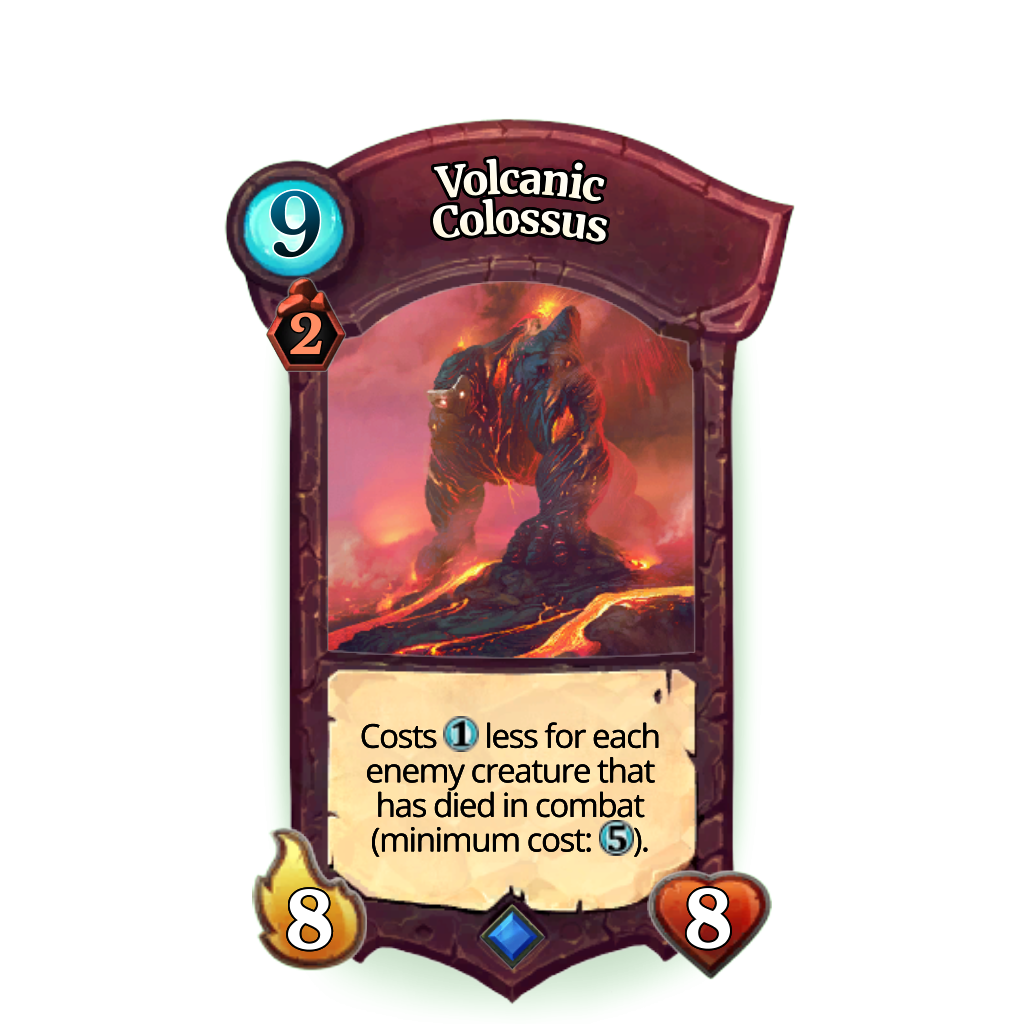 Volcanic
Colossus
9
2
Costs 1 less for each
enemy creature that
has died in combat
(minimum cost: 5).
8
8